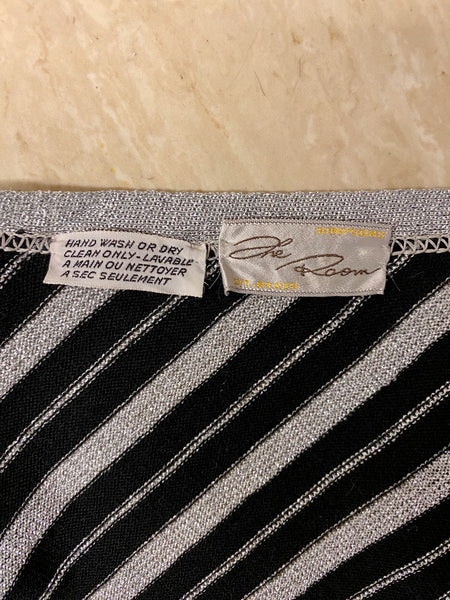 HAND WASH OR DRY
CLEAN ONLY - LAVABLE
A MAIN OU NETTOYER
A SEC SEULEMENT
The
Room